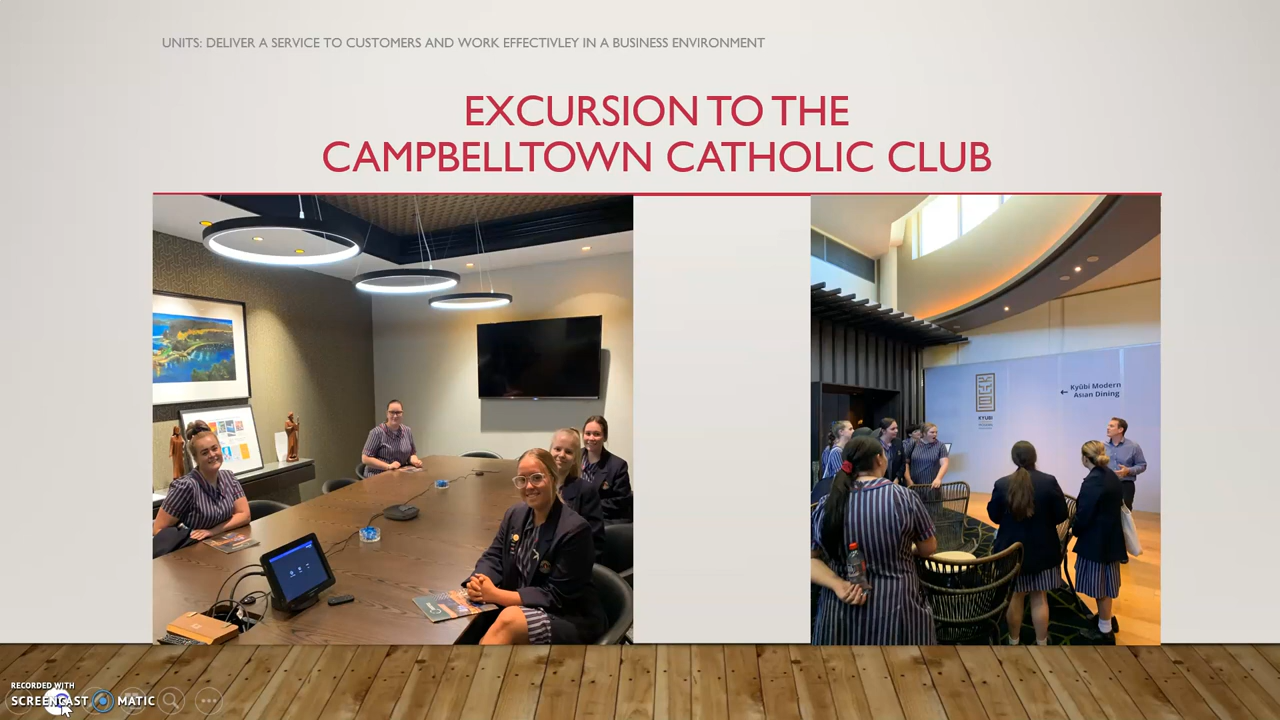 UNITS: DELIVER A SERVICE TO CUSTOMERS AND WORK EFFECTIVLEY IN A BUSINESS ENVIRONMENT
EXCURSION TO THE
CAMPBELLTOWN CATHOLIC CLUB
← Kyūbi Modern
Asian Dining
KYUBI
RECORDED WITH
SCREENCAST MATIC